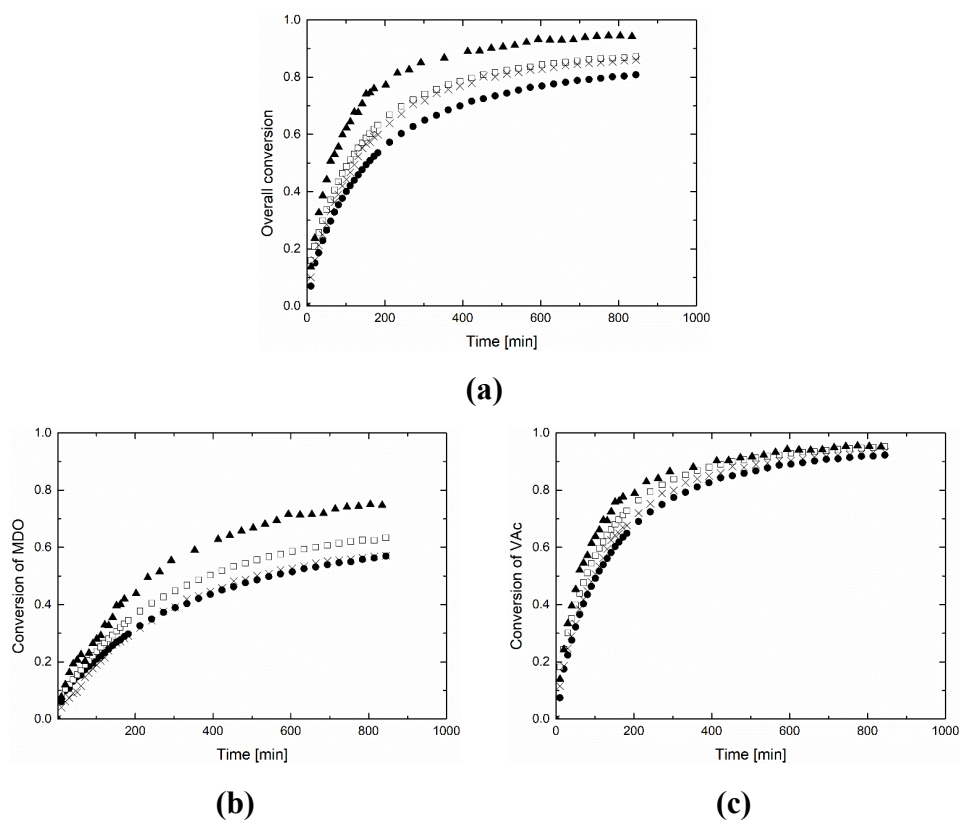 1.0
0.8
0.6
0.4
0.2
0.0
Overall conversion
0 200 400 600 800 1000
Time [min]
(a)
1.0
0.8
0.6
0.4
0.2
0.0
Conversion of MDO
200 400 600 800 1000
Time [min]
(b)
1.0
0.8
0.6
0.4
0.2
0.0
Conversion of VAc
0 200 400 600 800 1000
Time [min]
(c)